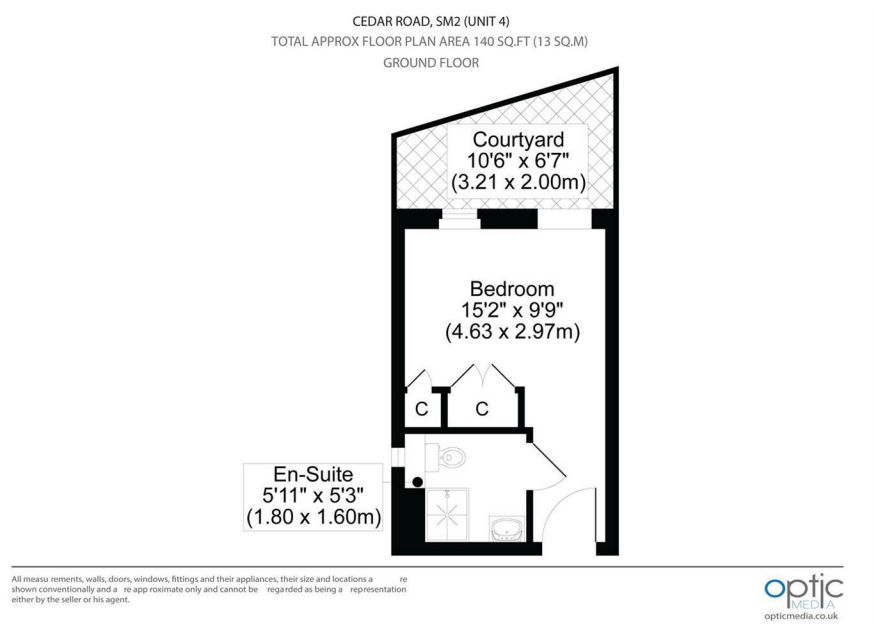 CEDAR ROAD, SM2 (UNIT 4)
TOTAL APPROX FLOOR PLAN AREA 140 SQ.FT (13 SQ.M)
GROUND FLOOR
Courtyard
10'6" x 6'7"
(3.21 x 2.00m)
Bedroom
15'2" x 9'9"
(4.63 x 2.97m)
C
C
En-Suite
5'11" x 5'3"
(1.80 x 1.60m)
All measu rements, walls, doors, windows, fittings and their appliances, their size and locations a re
shown conventionally and a re app roximate only and cannot be regarded as being a representation
either by the seller or his agent.
optic
MEDIA
opticmedia.co.uk